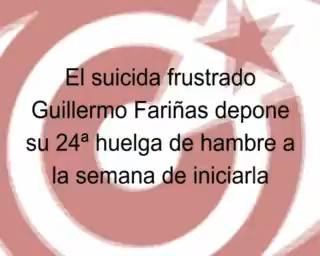 El suicida frustrado
Guillermo Fariñas depone
su 24ª huelga de hambre a
la semana de iniciarla